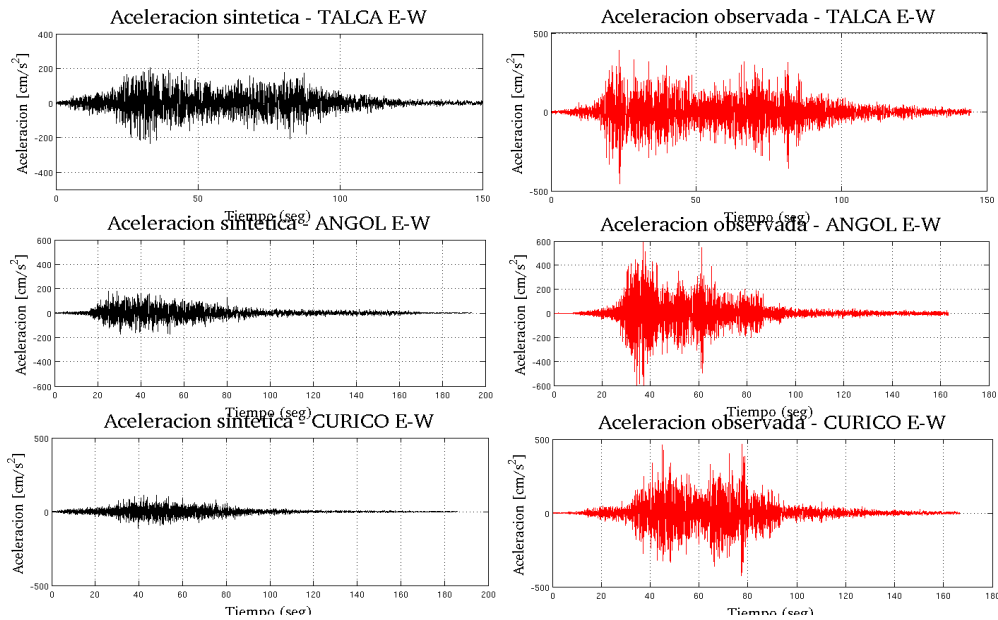 Aceleracion sintetica - TALCA E-W
Aceleracion [cm/s²]
400
200
0
-200
-400
0 50 100 150
Tiempo (seg)
Aceleracion observada - TALCA E-W
Aceleracion [cm/s²]
500
0
-500
0 50 100 150
Tiempo (seg)
Aceleracion sintetica - ANGOL E-W
Aceleracion [cm/s²]
600
400
200
0
-200
-400
-600
0 20 40 60 80 100 120 140 160 180 200
Tiempo (seg)
Aceleracion observada - ANGOL E-W
Aceleracion [cm/s²]
600
400
200
0
-200
-400
-600
0 20 40 60 80 100 120 140 160 180
Tiempo (seg)
Aceleracion sintetica - CURICO E-W
Aceleracion [cm/s²]
500
0
-500
0 20 40 60 80 100 120 140 160 180 200
Tiempo (seg)
Aceleracion observada - CURICO E-W
Aceleracion [cm/s²]
500
0
-500
0 20 40 60 80 100 120 140 160 180
Tiempo (seg)